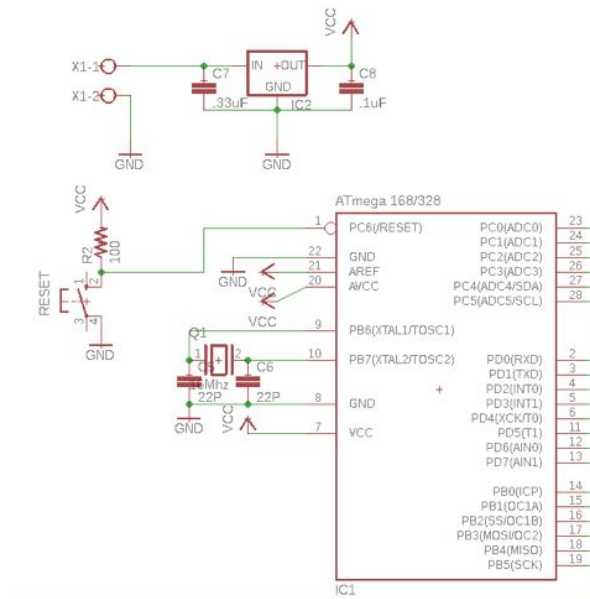 VCC
X1-1
IN +OUT
C7
C8
GND
X1-2
.33uF
IC2
.1uF
GND
GND
VCC
ATmega 168/328
R2
100
1 PC6(/RESET)
PC0(ADC0) 23
PC1(ADC1) 24
22 GND
PC2(ADC2) 25
21 AREF
PC3(ADC3) 26
20 AVCC
PC4(ADC4/SDA) 27
PC5(ADC5/SCL) 28
GND
VCC
VCC
RESET
1
2
3
4
GND
9 PB6(XTAL1/TOSC1)
Q1
1
2
10 PB7(XTAL2/TOSC2)
PD0(RXD) 2
C6
PD1(TXD) 3
Mhz
PD2(INT0) 4
22P
22P
8 GND
PD3(INT1) 5
PD4(XCK/T0) 6
GND
VCC
7 VCC
PD5(T1) 11
PD6(AIN0) 12
PD7(AIN1) 13
PB0(ICP) 14
PB1(OC1A) 15
PB2(SS/OC1B) 16
PB3(MOSI/OC2) 17
PB4(MISO) 18
PB5(SCK) 19
IC1